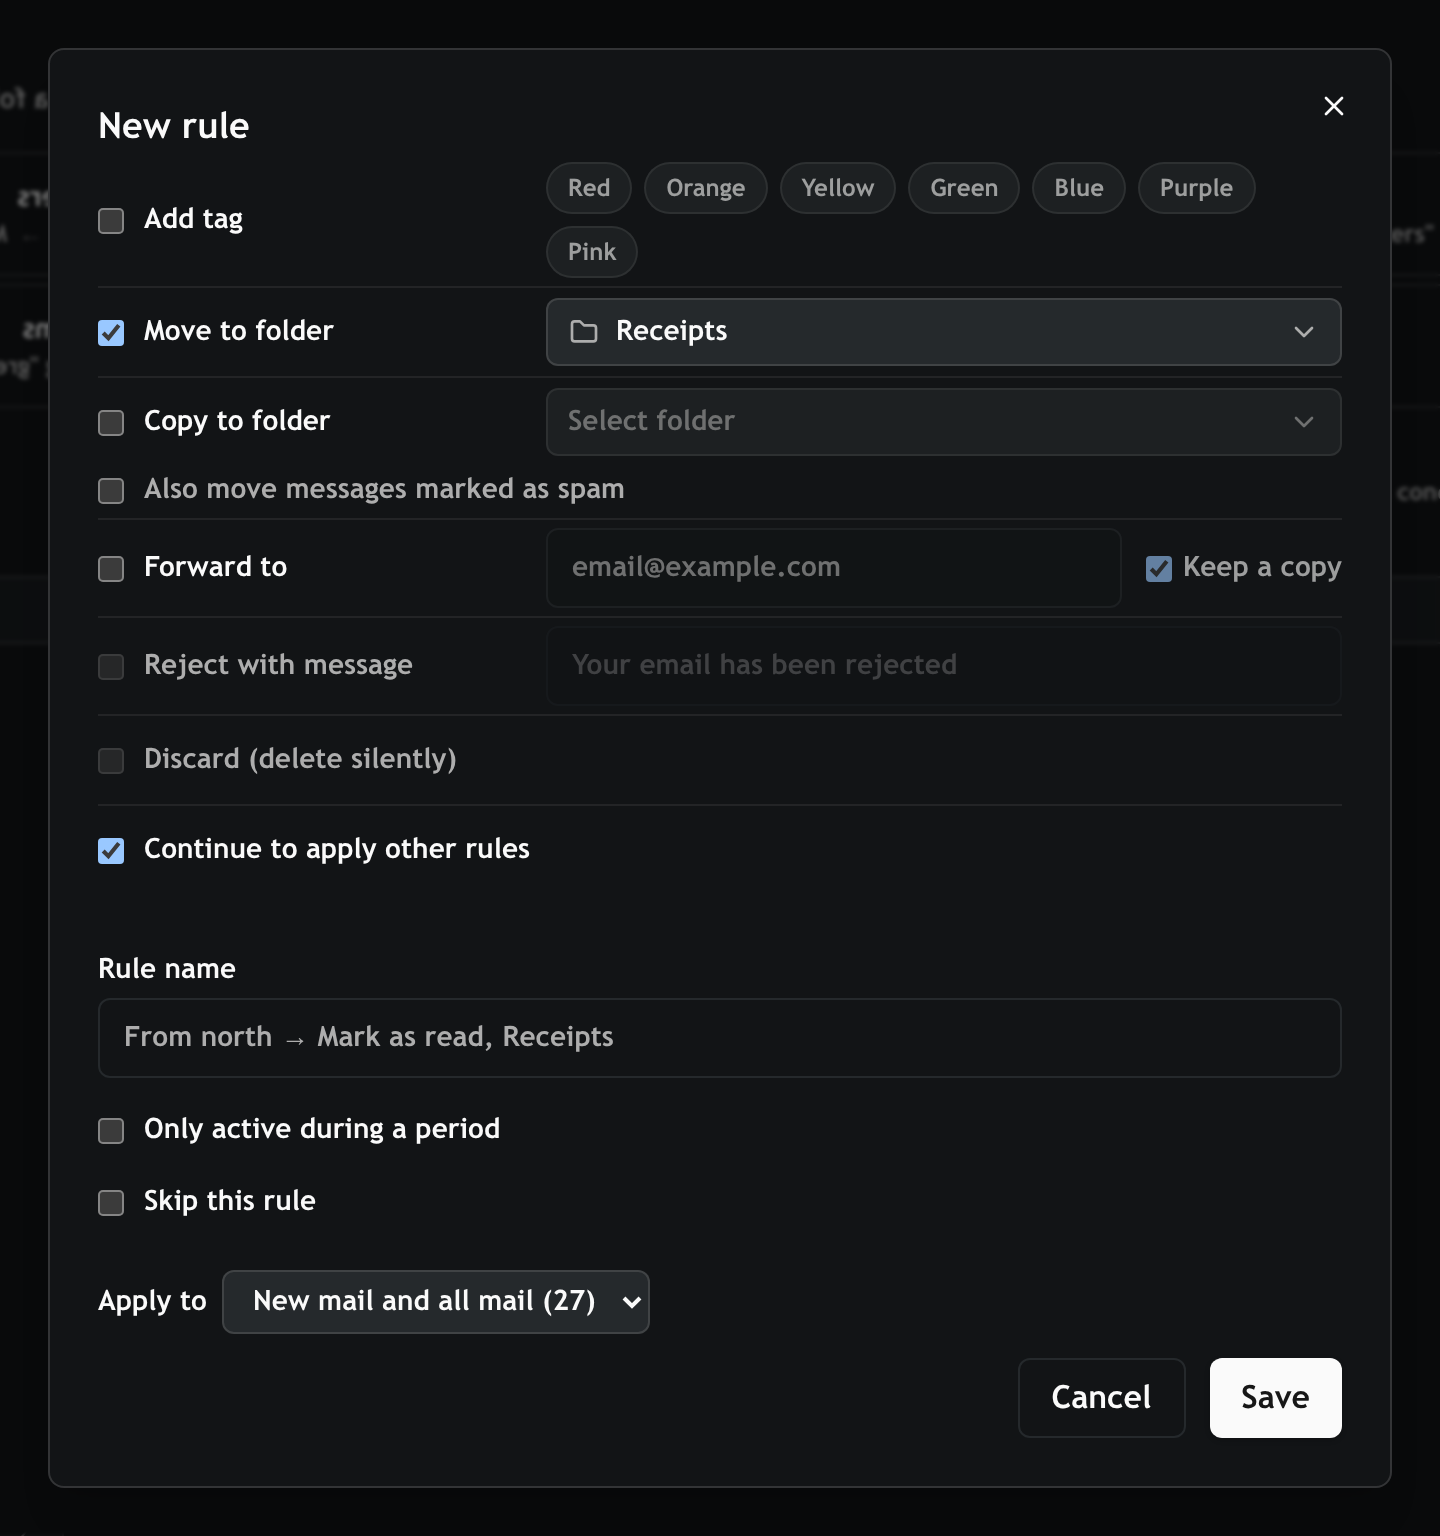 New rule
Add tag
Red Orange Yellow Green Blue Purple
Pink
Move to folder Receipts
Copy to folder Select folder
Also move messages marked as spam
Forward to email@example.com Keep a copy
Reject with message Your email has been rejected
Discard (delete silently)
Continue to apply other rules
Rule name
From north → Mark as read, Receipts
Only active during a period
Skip this rule
Apply to New mail and all mail (27)
Cancel Save